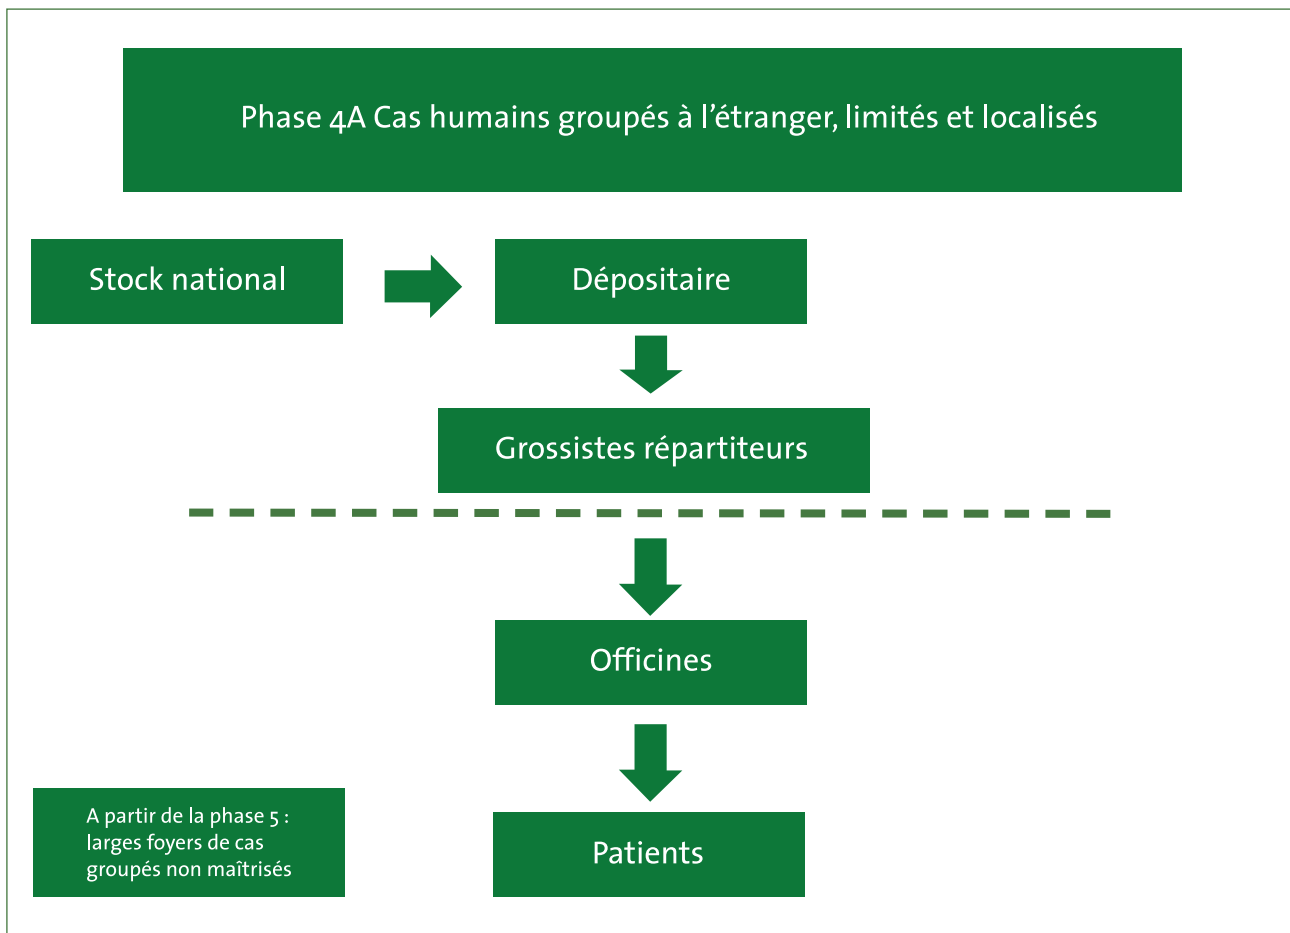 Phase 4A Cas humains groupés à l’étranger, limités et localisés
Stock national
Dépositaire
Grossistes répartiteurs
Officines
A partir de la phase 5 :
larges foyers de cas
groupés non maîtrisés
Patients